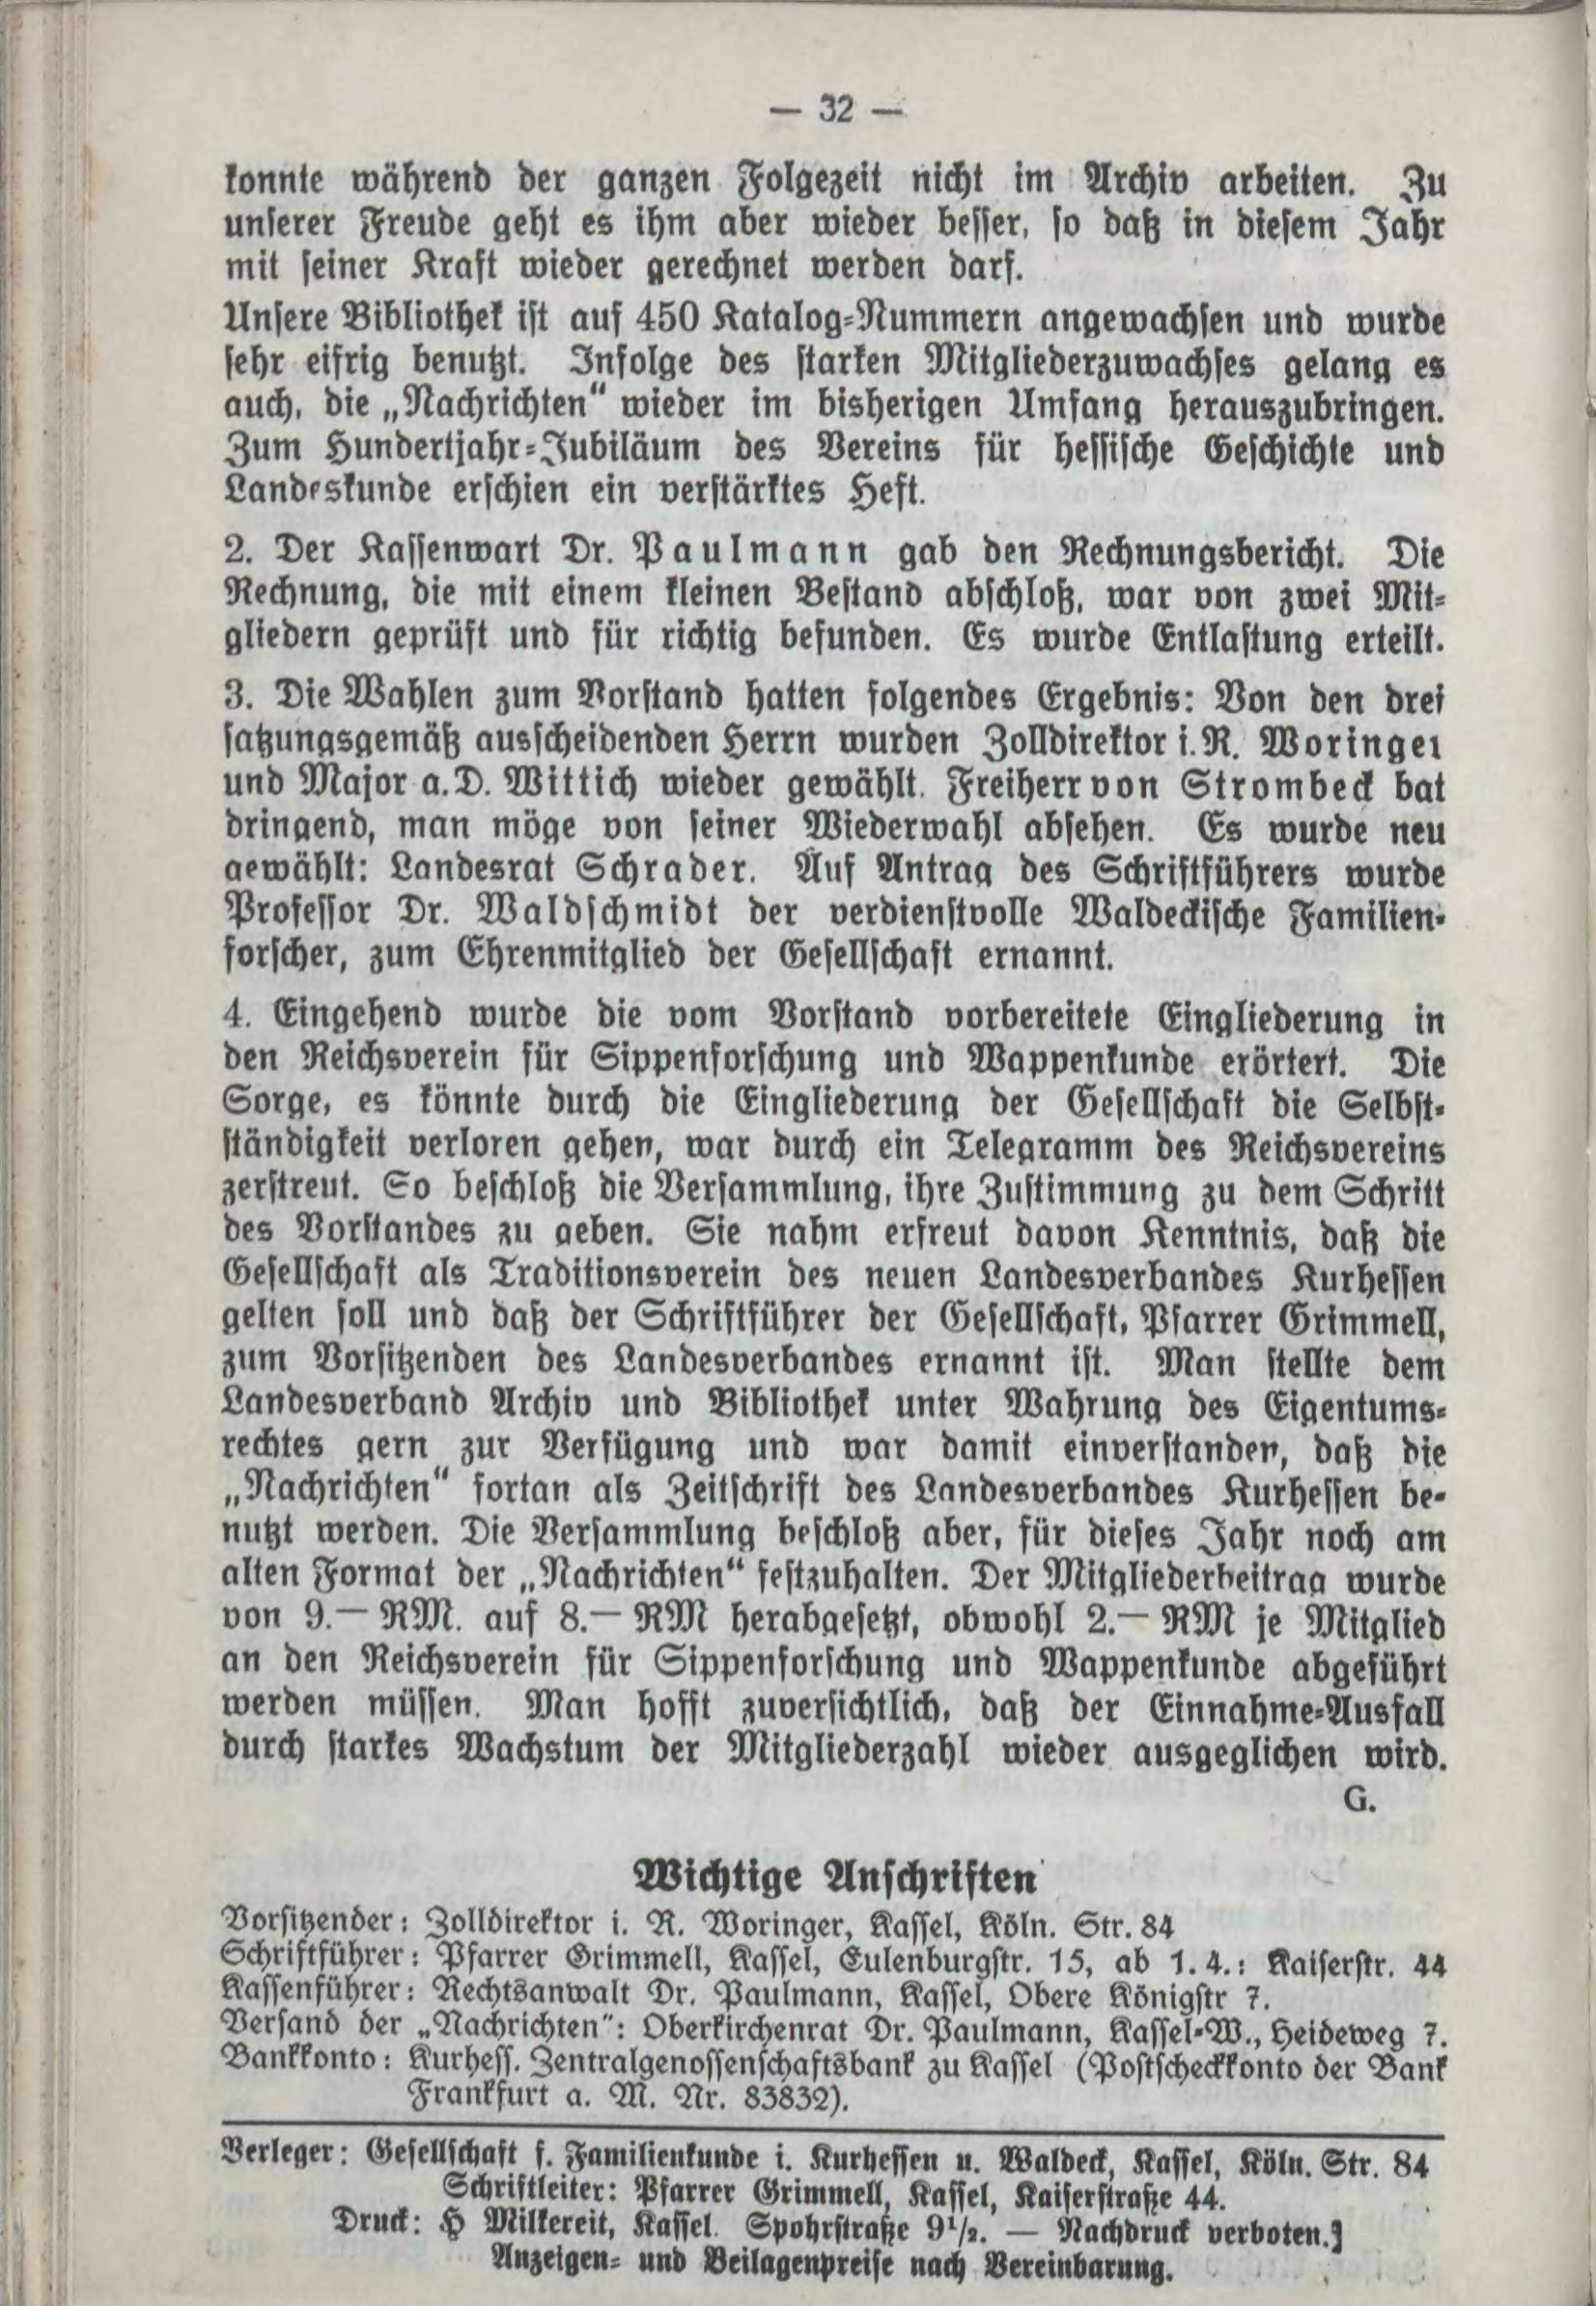 — 32 —
konnte während der ganzen Folgezeit nicht im Archiv arbeiten. Zu
unserer Freude geht es ihm aber wieder besser, so daß in diesem Jahr
mit seiner Kraft wieder gerechnet werden darf.
Unsere Bibliothek ist auf 450 Katalog-Nummern angewachsen und wurde
sehr eifrig benutzt. Infolge des starken Mitgliederzuwachses gelang es
auch, die „Nachrichten“ wieder im bisherigen Umfang herauszubringen.
Zum Hundertjahr-Jubiläum des Vereins für hessische Geschichte und
Landeskunde erschien ein verstärktes Heft.
2. Der Kassenwart Dr. Paulmann gab den Rechnungsbericht. Die
Rechnung, die mit einem kleinen Bestand abschloß, war von zwei Mit-
gliedern geprüft und für richtig befunden. Es wurde Entlastung erteilt.
3. Die Wahlen zum Vorstand hatten folgendes Ergebnis: Von den drei
satzungsgemäß ausscheidenden Herrn wurden Zolldirektor i. R. Woringer
und Major a. D. Wittich wieder gewählt. Freiherr von Strombeck bat
dringend, man möge von seiner Wiederwahl absehen. Es wurde neu
gewählt: Landesrat Schrader. Auf Antrag des Schriftführers wurde
Professor Dr. Waldschmidt der verdienstvolle Waldeckische Familien-
forscher, zum Ehrenmitglied der Gesellschaft ernannt.
4. Eingehend wurde die vom Vorstand vorbereitete Eingliederung in
den Reichsverein für Sippenforschung und Wappenkunde erörtert. Die
Sorge, es könnte durch die Eingliederung der Gesellschaft die Selbst-
ständigkeit verloren gehen, war durch ein Telegramm des Reichsvereins
zerstreut. So beschloß die Versammlung, ihre Zustimmung zu dem Schritt
des Vorstandes zu geben. Sie nahm erfreut davon Kenntnis, daß die
Gesellschaft als Traditionsverein des neuen Landesverbandes Kurhessen
gelten soll und daß der Schriftführer der Gesellschaft, Pfarrer Grimmell,
zum Vorsitzenden des Landesverbandes ernannt ist. Man stellte dem
Landesverband Archiv und Bibliothek unter Wahrung des Eigentums-
rechtes gern zur Verfügung und war damit einverstanden, daß die
„Nachrichten“ fortan als Zeitschrift des Landesverbandes Kurhessen be-
nutzt werden. Die Versammlung beschloß aber, für dieses Jahr noch am
alten Format der „Nachrichten“ festzuhalten. Der Mitgliederbeitrag wurde
von 9.— RM. auf 8.— RM herabgesetzt, obwohl 2.— RM je Mitglied
an den Reichsverein für Sippenforschung und Wappenkunde abgeführt
werden müssen. Man hofft zuversichtlich, daß der Einnahme-Ausfall
durch starkes Wachstum der Mitgliederzahl wieder ausgeglichen wird.
G.
Wichtige Anschriften
Vorsitzender: Zolldirektor i. R. Woringer, Kassel, Köln. Str. 84
Schriftführer: Pfarrer Grimmell, Kassel, Eulenburgstr. 15, ab 1. 4.: Kaiserstr. 44
Kassenführer: Rechtsanwalt Dr. Paulmann, Kassel, Obere Königstr 7.
Versand der „Nachrichten“: Oberkirchenrat Dr. Paulmann, Kassel-W., Heideweg 7.
Bankkonto: Kurhess. Zentralgenossenschaftsbank zu Kassel (Postscheckkonto der Bank
Frankfurt a. M. Nr. 83832).
Verleger: Gesellschaft f. Familienkunde i. Kurhessen u. Waldeck, Kassel, Köln. Str. 84
Schriftleiter: Pfarrer Grimmell, Kassel, Kaiserstraße 44.
Druck: H Milkereit, Kassel. Spohrstraße 9½. — Nachdruck verboten.]
Anzeigen- und Beilagenpreise nach Vereinbarung.